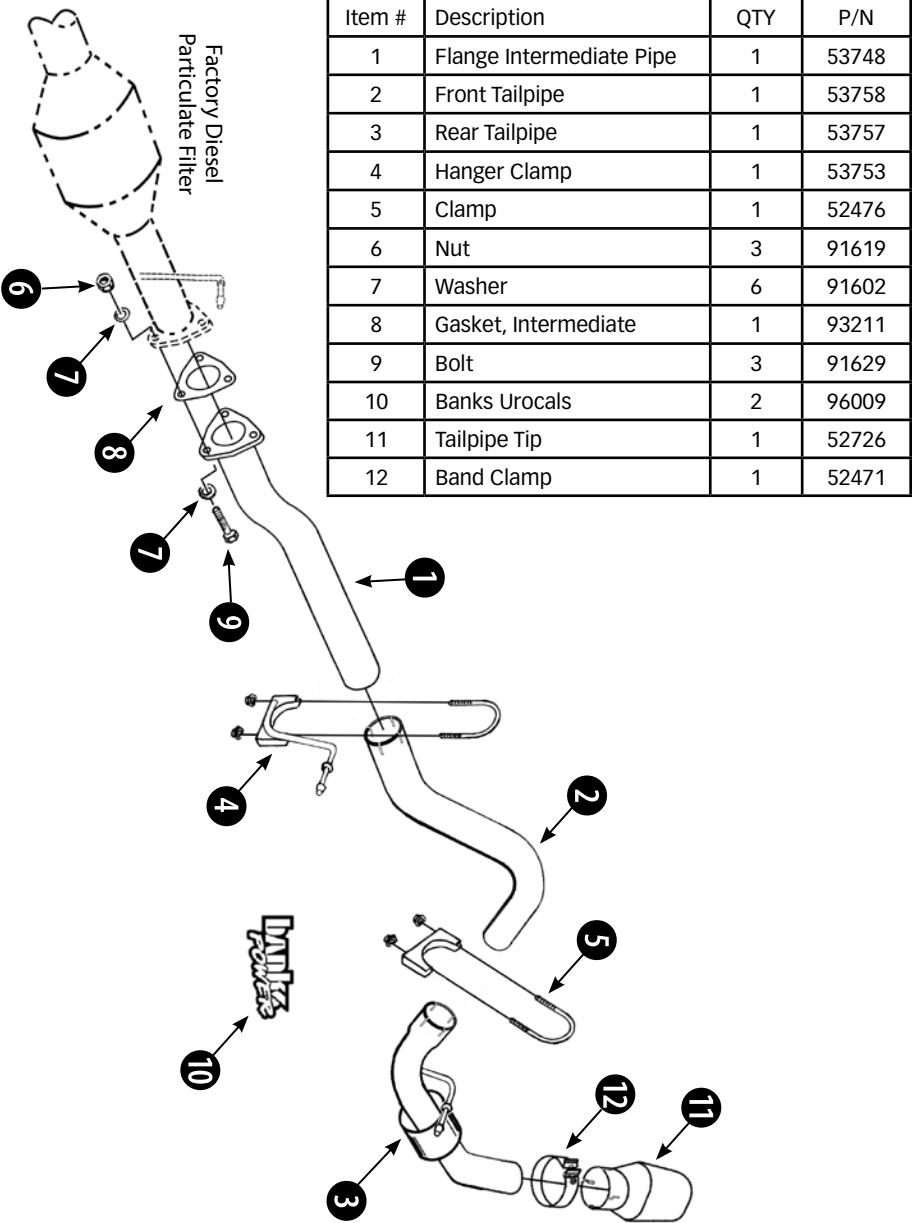 Item # Description QTY P/N
1 Flange Intermediate Pipe 1 53748
2 Front Tailpipe 1 53758
3 Rear Tailpipe 1 53757
4 Hanger Clamp 1 53753
5 Clamp 1 52476
6 Nut 3 91619
7 Washer 6 91602
8 Gasket, Intermediate 1 93211
9 Bolt 3 91629
10 Banks Urocals 2 96009
11 Tailpipe Tip 1 52726
12 Band Clamp 1 52471
Factory Diesel
Particulate Filter
6
7
8
7
9
1
4
2
5
banks
POWER
10
12
11
3